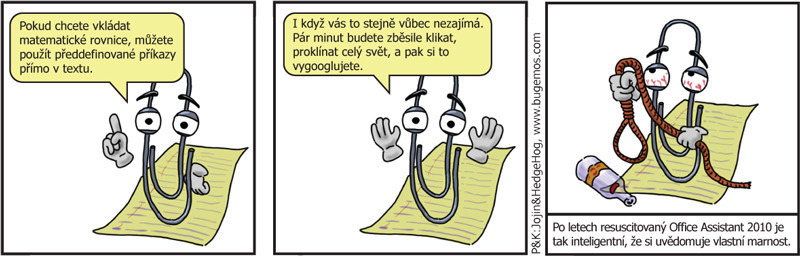 Pokud chcete vkládat
matematické rovnice, můžete
použít předdefinované příkazy
přímo v textu.
I když vás to stejně vůbec nezajímá.
Pár minut budete zběsile klikat,
proklínat celý svět, a pak si to
vygooglujete.
P&K:Jojin&HedgeHog, www.bugemos.com
Po letech resuscitovaný Office Assistant 2010 je
tak inteligentní, že si uvědomuje vlastní marnost.